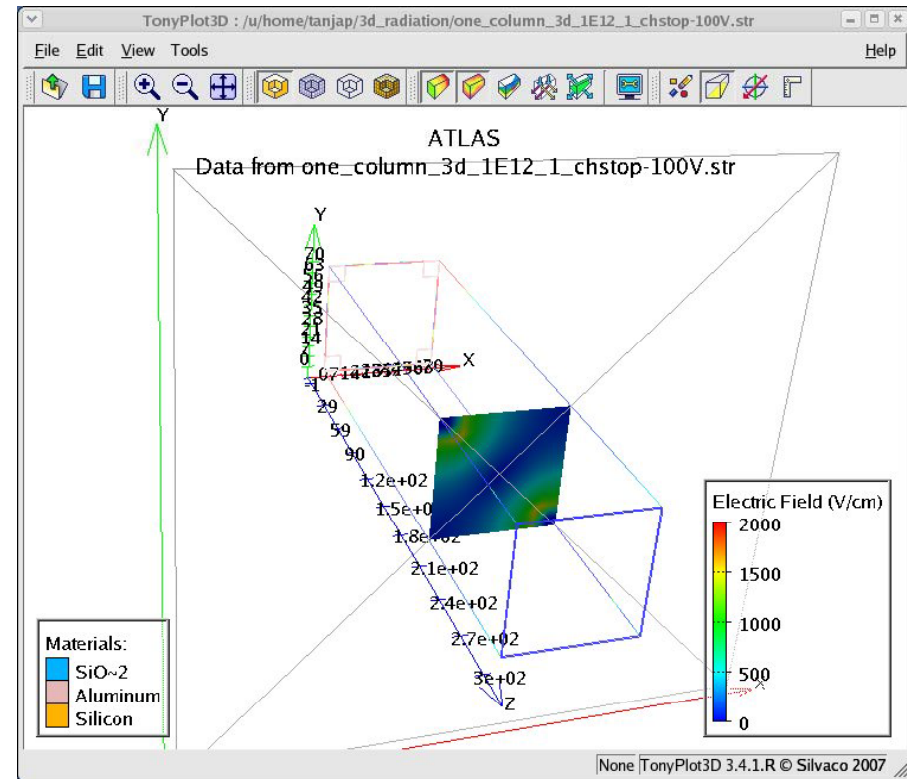 TonyPlot3D : /u/home/tanjap/3d_radiation/one_column_3d_1E12_1_chstop-100V.str
File Edit View Tools Help
Y
ATLAS
Data from one_column_3d_1E12_1_chstop-100V.str
Y
70
63
56
49
42
35
28
21
14
7
0
X
-1
29
59
90
1.2e+02
1.5e+02
1.8e+02
2.1e+02
2.4e+02
2.7e+02
3e+02
Z
Electric Field (V/cm)
2000
1500
1000
500
0
X
Materials:
SiO~2
Aluminum
Silicon
None TonyPlot3D 3.4.1.R © Silvaco 2007